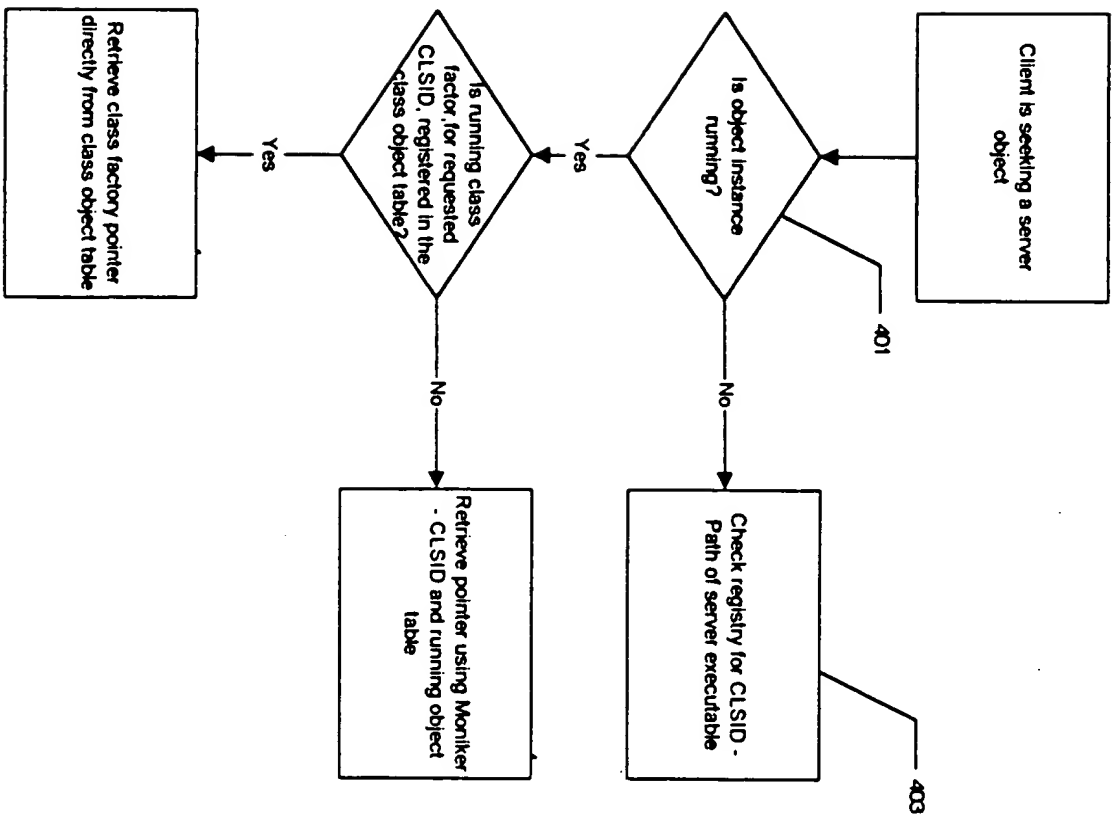 Client is seeking a server
object
Is object instance
running?
401
No
Check registry for CLSID -
Path of server executable
403
Yes
Is running class
factor,for requested
CLSID, registered in the
class object table?
No
Retrieve pointer using Moniker
- CLSID and running object
table
Yes
Retrieve class factory pointer
directly from class object table